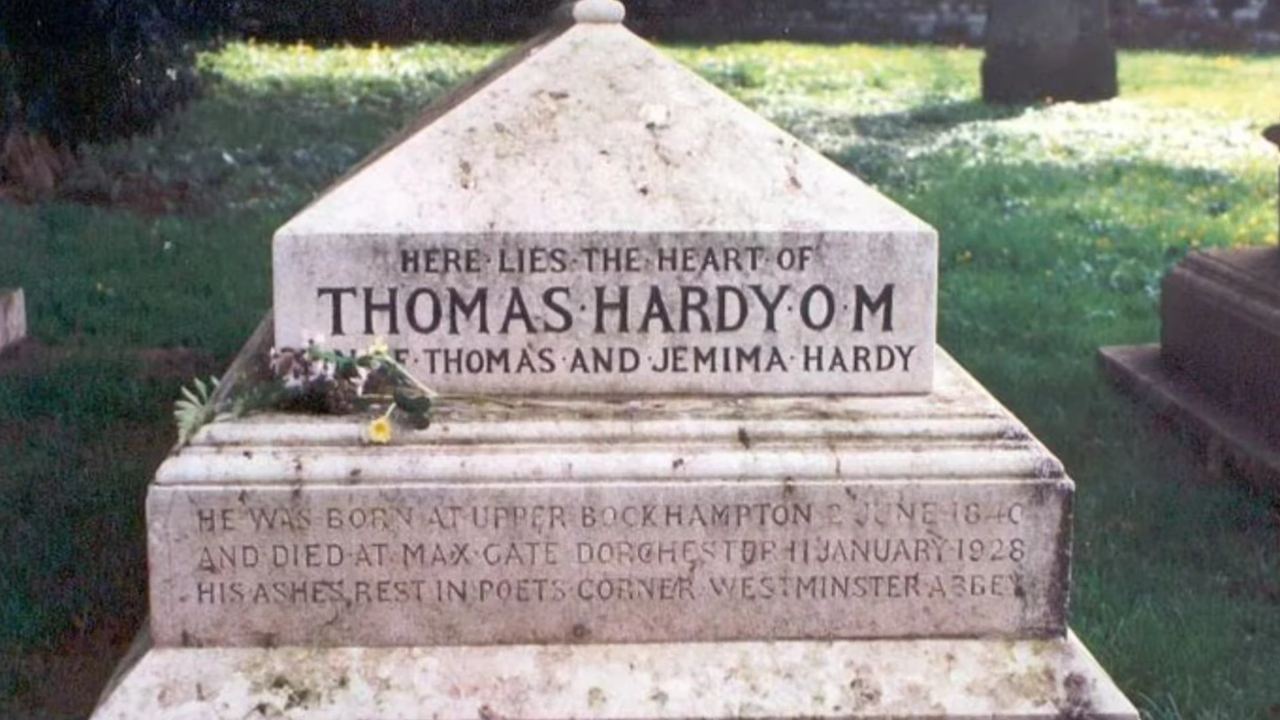 HERE·LIES·THE·HEART·OF
THOMAS·HARDY·O·M
THOMAS·AND·JEMIMA·HARDY
HE WAS BORN AT UPPER BOCKHAMPTON 2 JUNE 1840
AND DIED AT MAX GATE DORCHESTER 11 JANUARY 1928
HIS ASHES REST IN POETS CORNER WESTMINSTER ABBEY